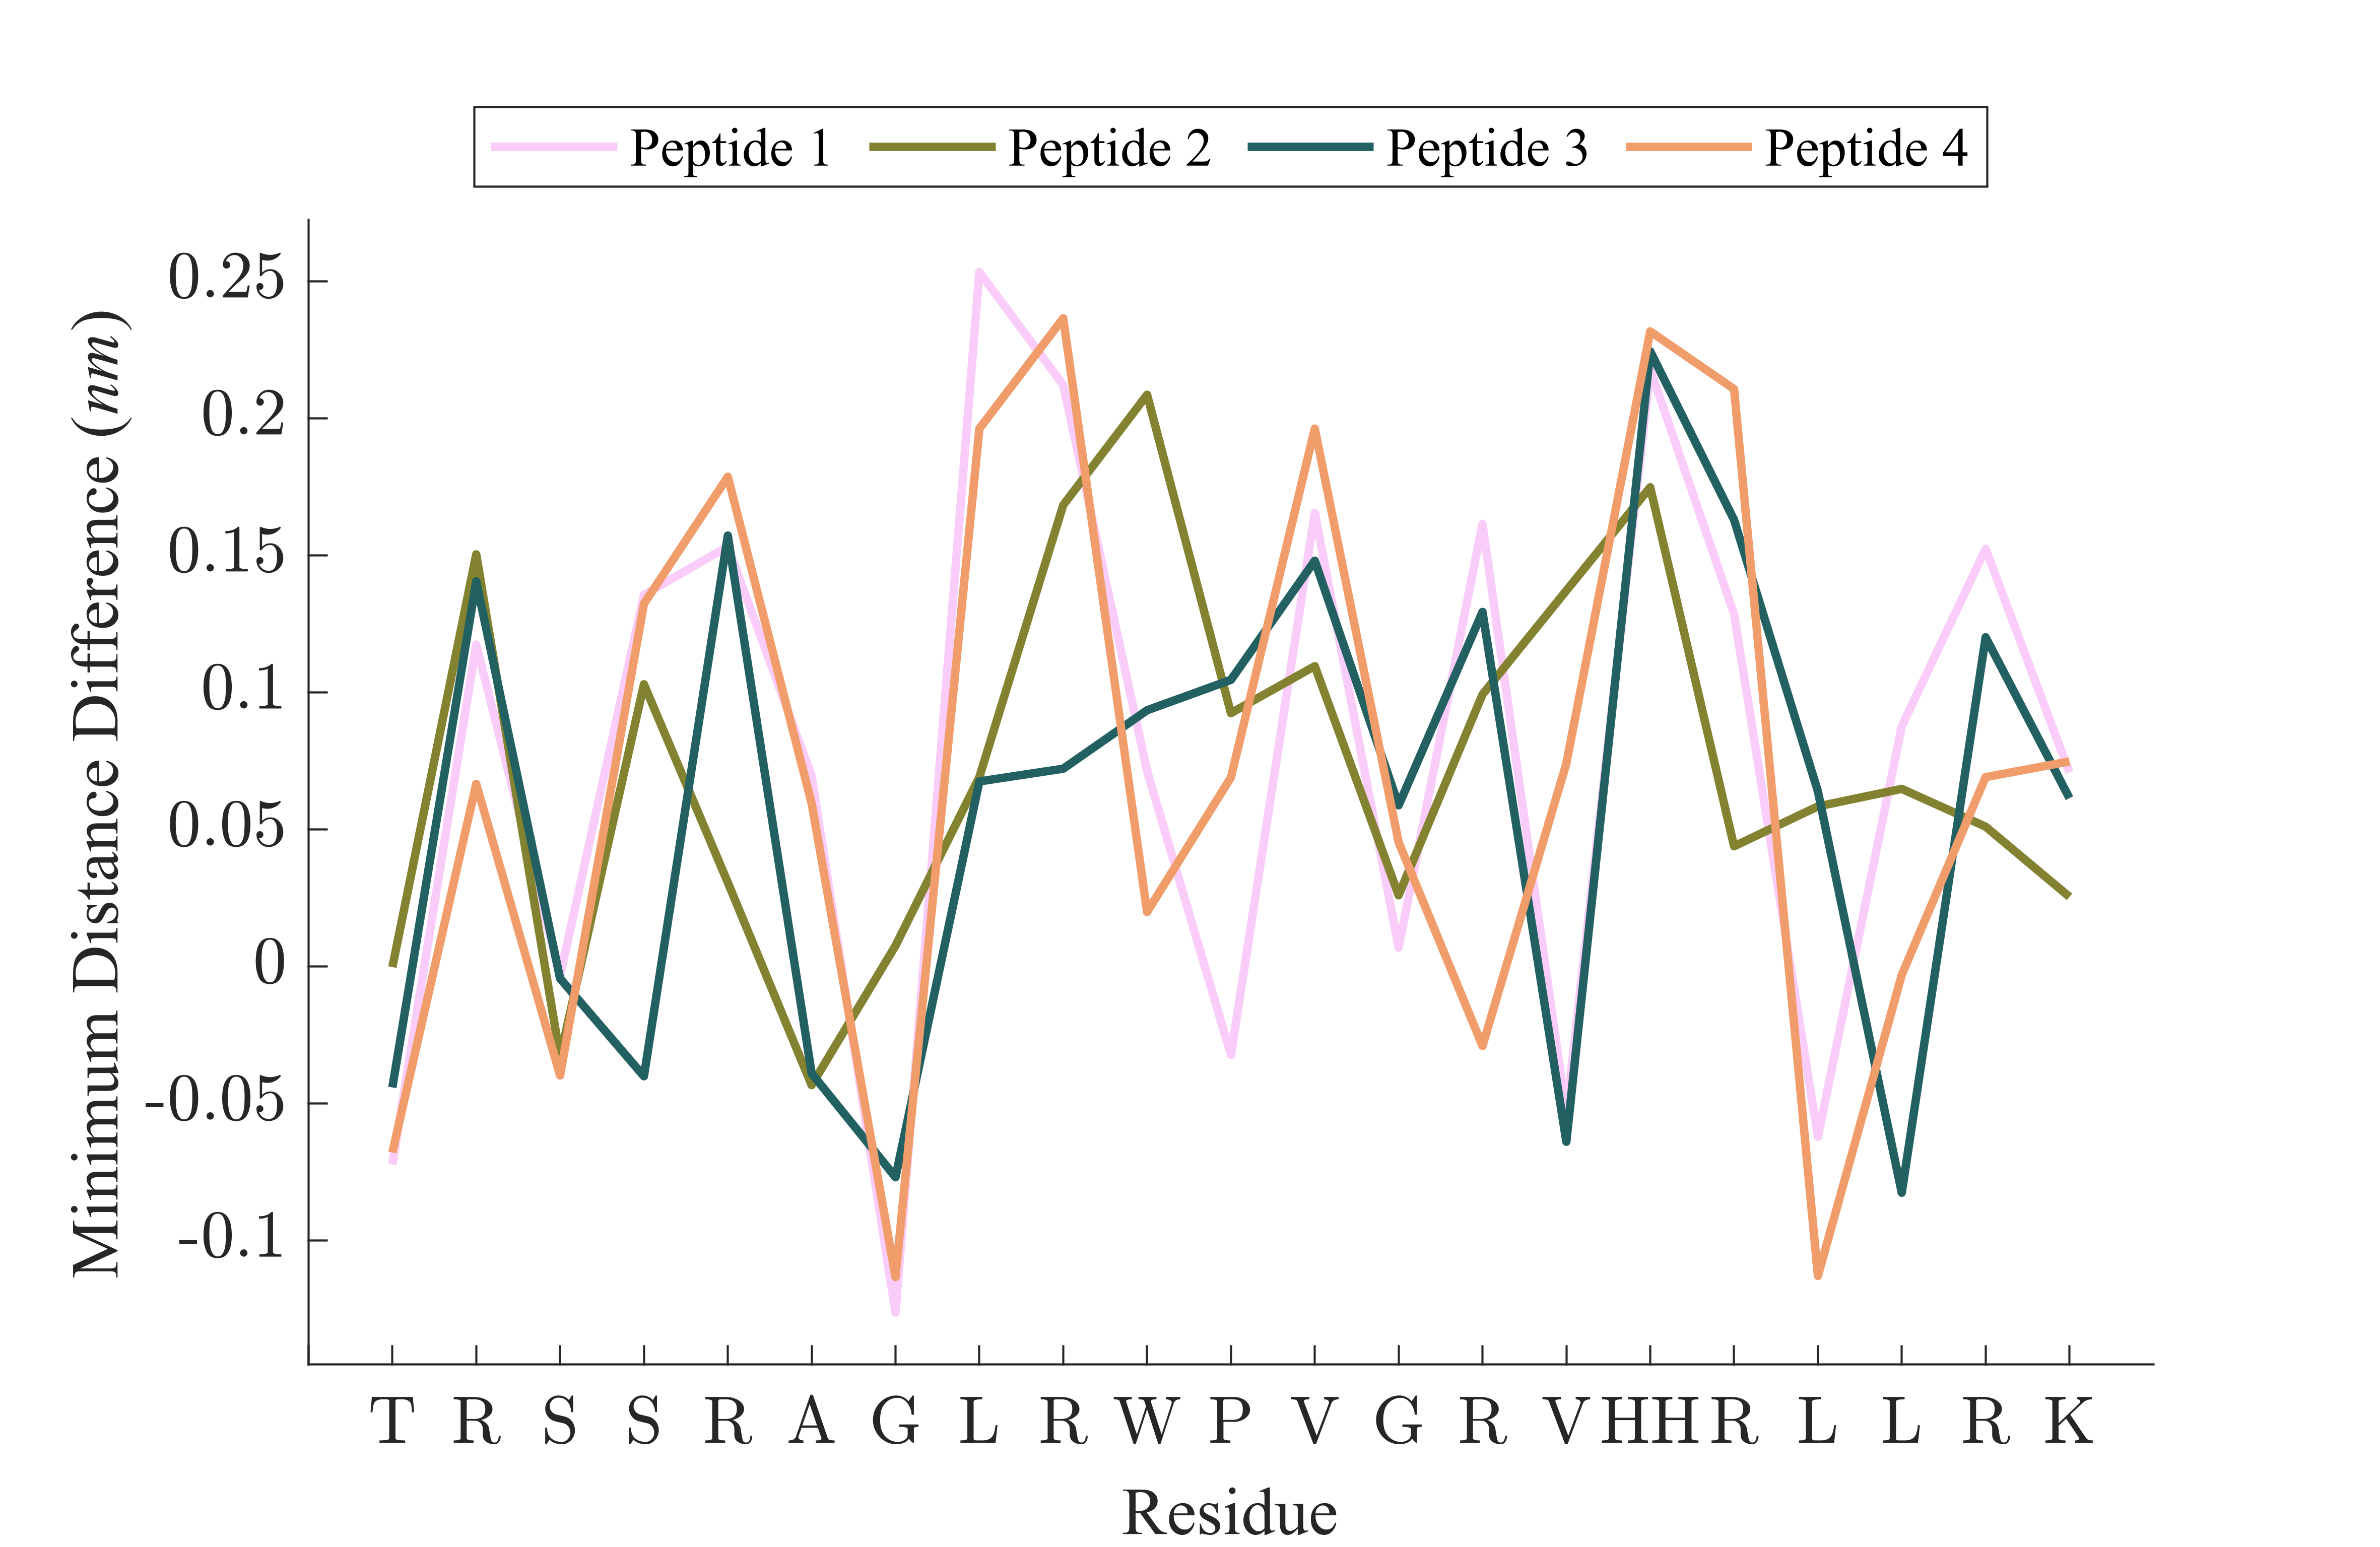 Peptide 1 Peptide 2 Peptide 3 Peptide 4
0.25
0.2
0.15
0.1
0.05
0
-0.05
-0.1
Minimum Distance Difference (nm)
T R S S R A G L R W P V G R V HH R L L R K
Residue